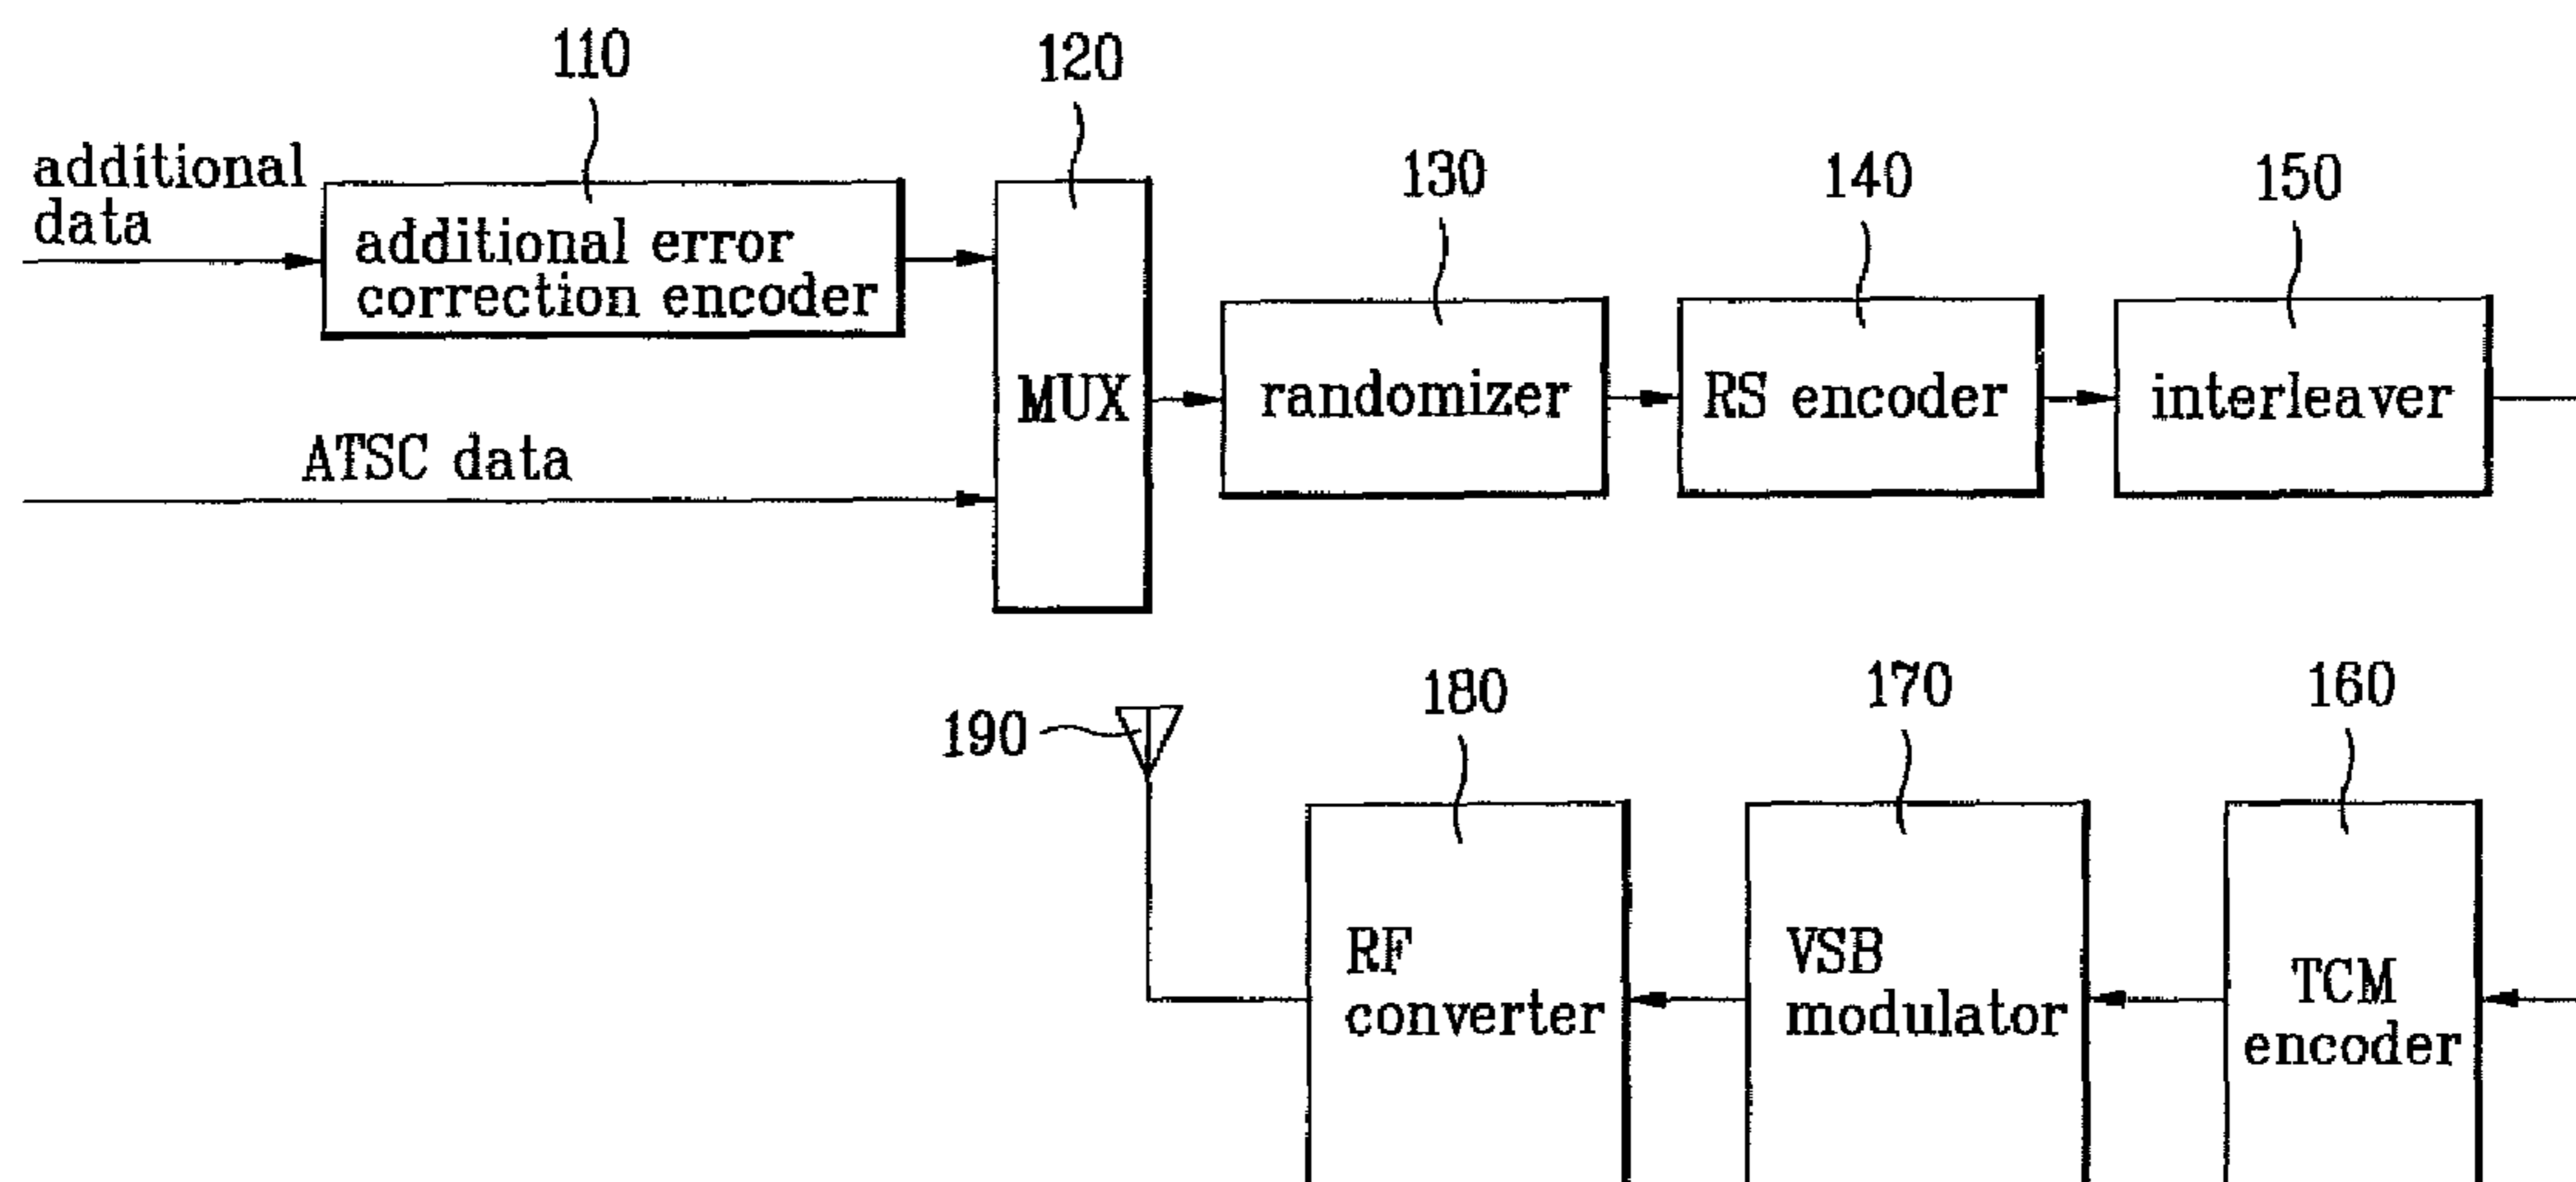 110
120
additional
data
additional error
correction encoder
130
140
150
MUX
randomizer
RS encoder
interleaver
ATSC data
190
180
170
160
RF
converter
VSB
modulator
TCM
encoder